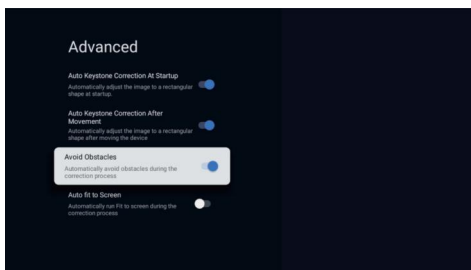 Advanced
Auto Keystone Correction At Startup
Automatically adjust the image to a rectangular
shape at startup.
Auto Keystone Correction After
Movement
Automatically adjust the image to a rectangular
shape after moving the device
Avoid Obstacles
Automatically avoid obstacles during the
correction process
Auto fit to Screen
Automatically run Fit to screen during the
correction process